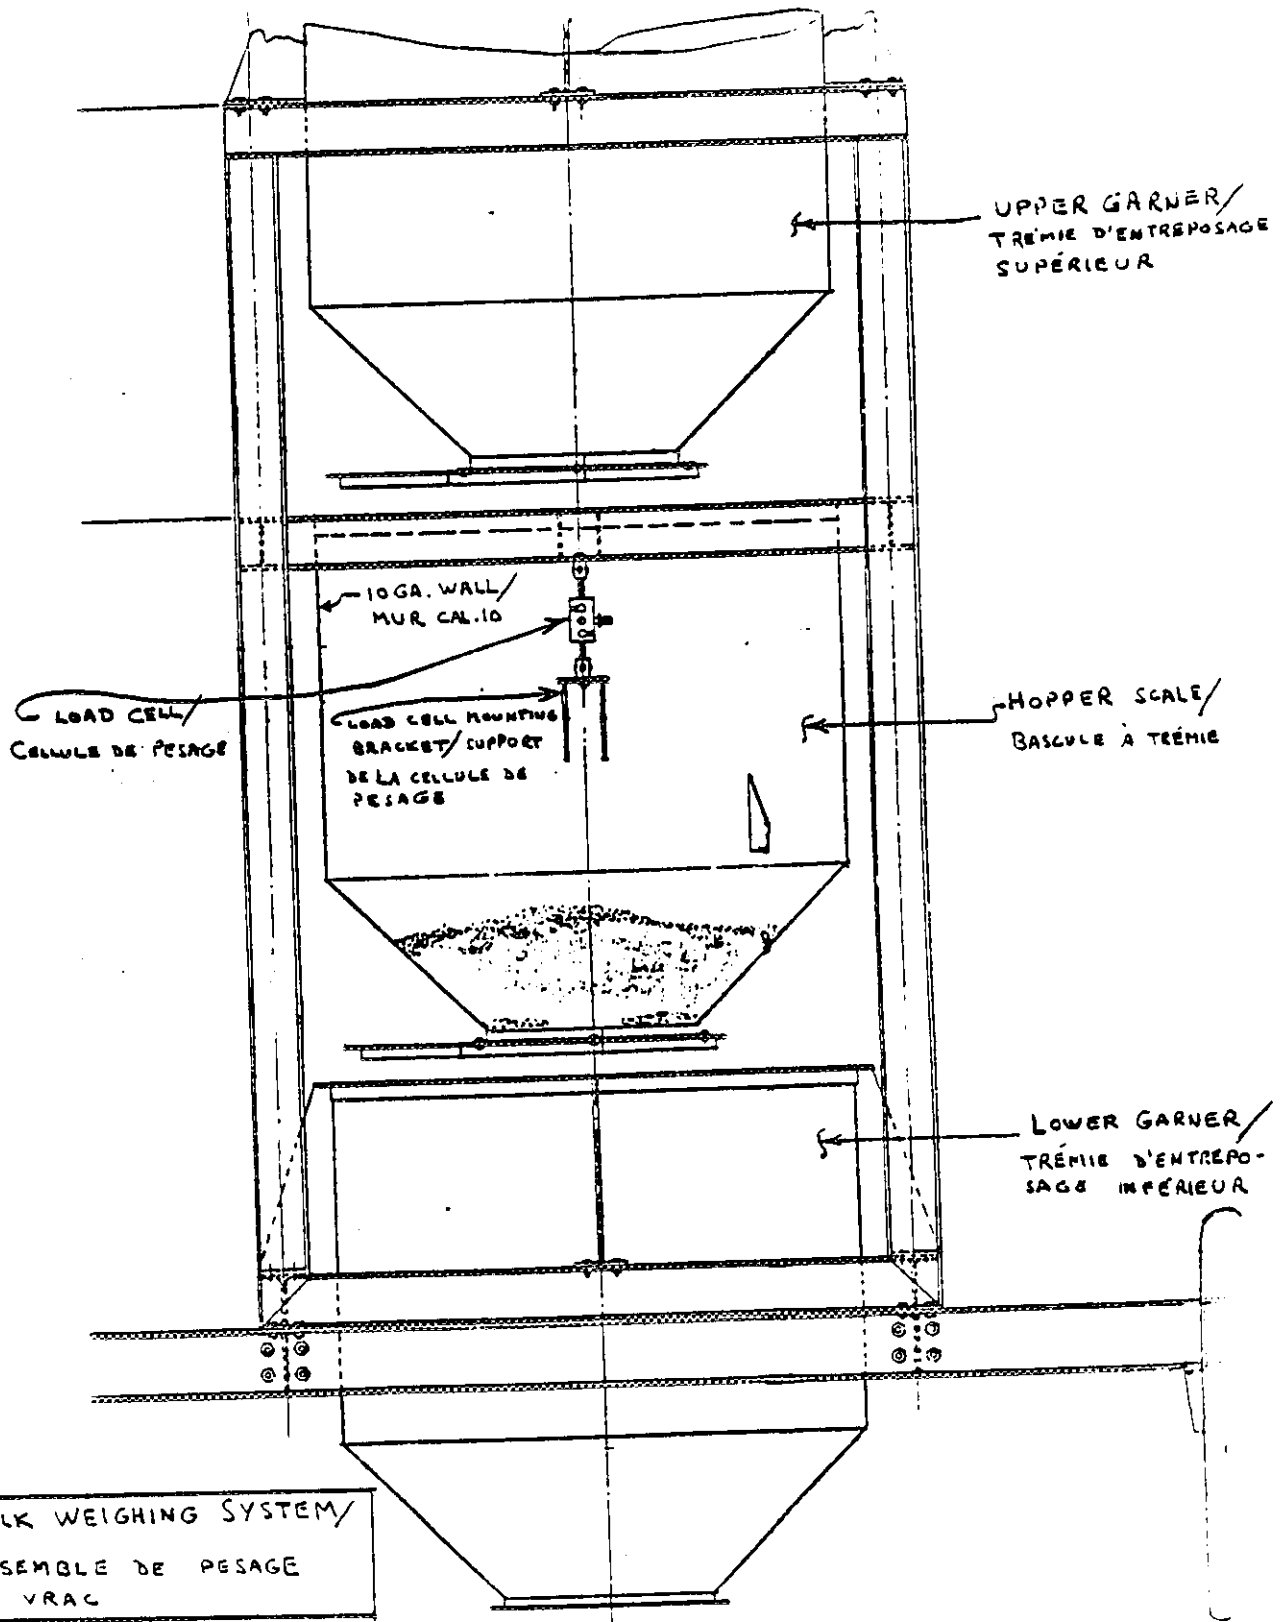 UPPER GARNER/
TRÉMIE D'ENTREPOSAGE
SUPÉRIEUR
10 GA. WALL/
MUR CAL.10
LOAD CELL/
CELLULE DE PESAGE
LOAD CELL MOUNTING
BRACKET/SUPPORT
DE LA CELLULE DE
PESAGE
HOPPER SCALE/
BASCULE À TRÉMIE
LOWER GARNER/
TRÉMIE D'ENTREPO-
SAGE INFÉRIEUR
LK WEIGHING SYSTEM/
SEMBLE DE PESAGE
VRAC